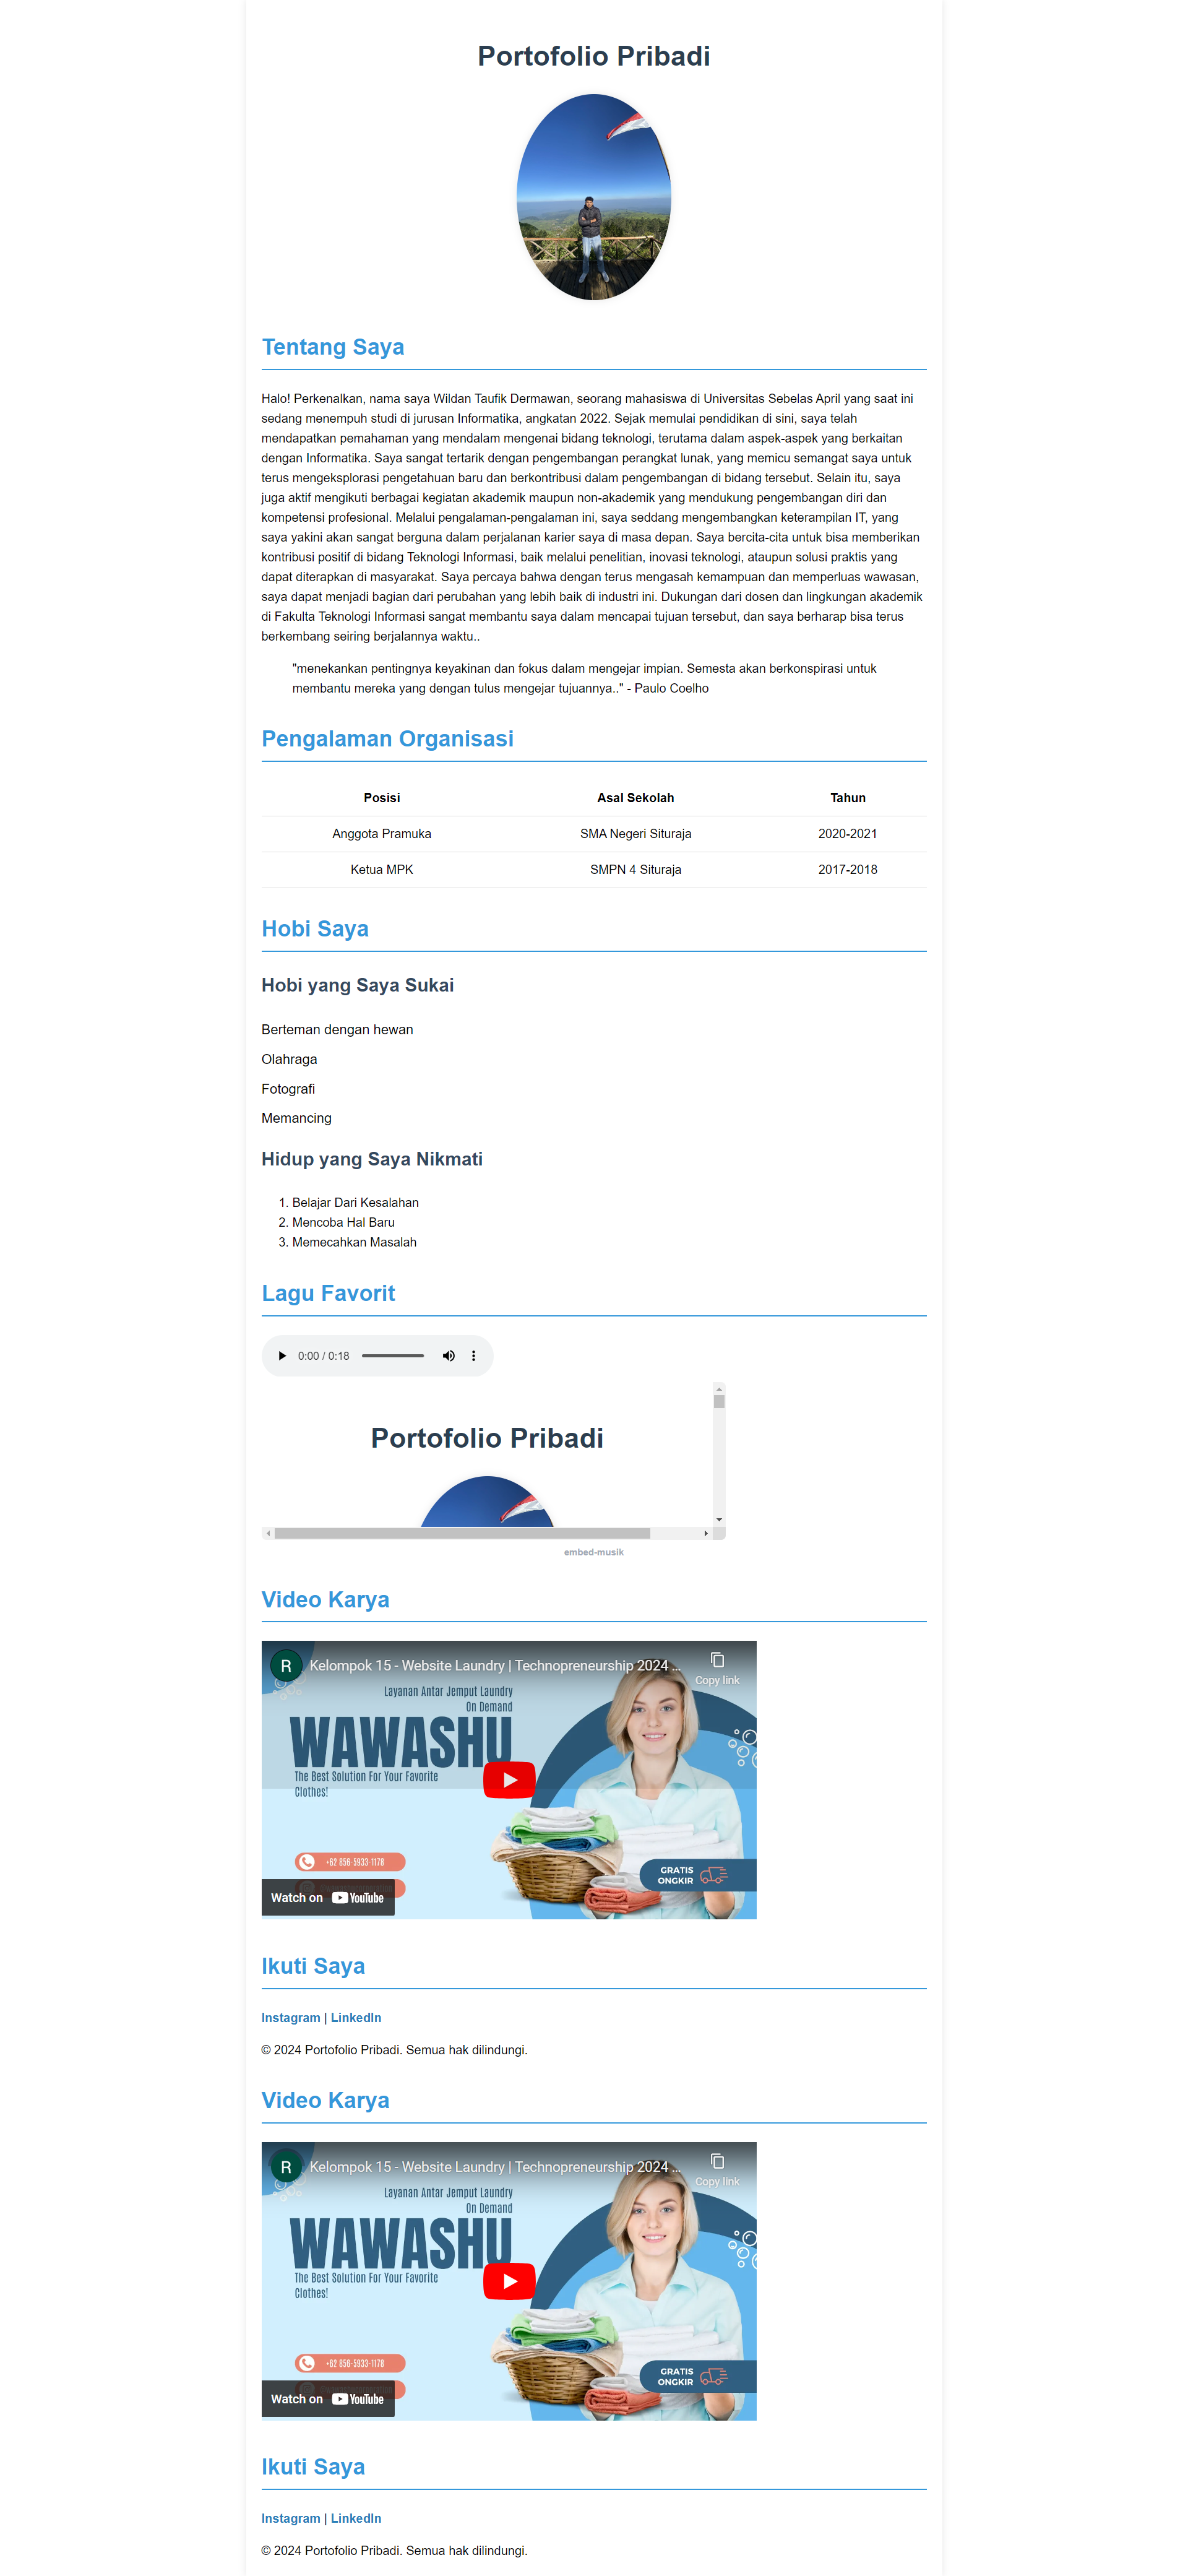 Portofolio Pribadi
Tentang Saya
Halo! Perkenalkan, nama saya Wildan Taufik Dermawan, seorang mahasiswa di Universitas Sebelas April yang saat ini
sedang menempuh studi di jurusan Informatika, angkatan 2022. Sejak memulai pendidikan di sini, saya telah
mendapatkan pemahaman yang mendalam mengenai bidang teknologi, terutama dalam aspek-aspek yang berkaitan
dengan Informatika. Saya sangat tertarik dengan pengembangan perangkat lunak, yang memicu semangat saya untuk
terus mengeksplorasi pengetahuan baru dan berkontribusi dalam pengembangan di bidang tersebut. Selain itu, saya
juga aktif mengikuti berbagai kegiatan akademik maupun non-akademik yang mendukung pengembangan diri dan
kompetensi profesional. Melalui pengalaman-pengalaman ini, saya seddang mengembangkan keterampilan IT, yang
saya yakini akan sangat berguna dalam perjalanan karier saya di masa depan. Saya bercita-cita untuk bisa memberikan
kontribusi positif di bidang Teknologi Informasi, baik melalui penelitian, inovasi teknologi, ataupun solusi praktis yang
dapat diterapkan di masyarakat. Saya percaya bahwa dengan terus mengasah kemampuan dan memperluas wawasan,
saya dapat menjadi bagian dari perubahan yang lebih baik di industri ini. Dukungan dari dosen dan lingkungan akademik
di Fakulta Teknologi Informasi sangat membantu saya dalam mencapai tujuan tersebut, dan saya berharap bisa terus
berkembang seiring berjalannya waktu..
"menekankan pentingnya keyakinan dan fokus dalam mengejar impian. Semesta akan berkonspirasi untuk
membantu mereka yang dengan tulus mengejar tujuannya.." - Paulo Coelho
Pengalaman Organisasi
Posisi Asal Sekolah Tahun
Anggota Pramuka SMA Negeri Situraja 2020-2021
Ketua MPK SMPN 4 Situraja 2017-2018
Hobi Saya
Hobi yang Saya Sukai
Berteman dengan hewan
Olahraga
Fotografi
Memancing
Hidup yang Saya Nikmati
1. Belajar Dari Kesalahan
2. Mencoba Hal Baru
3. Memecahkan Masalah
Lagu Favorit
0:00 / 0:18
Portofolio Pribadi
embed-musik
Video Karya
R Kelompok 15 - Website Laundry | Technopreneurship 2024 ...
Copy link
Layanan Antar Jemput Laundry
On Demand
WAWASHU
The Best Solution For Your Favorite
Clothes!
+62 856-5933-1178
GRATIS
ONGKIR
Watch on YouTube
Ikuti Saya
Instagram | LinkedIn
© 2024 Portofolio Pribadi. Semua hak dilindungi.
Video Karya
R Kelompok 15 - Website Laundry | Technopreneurship 2024 ...
Copy link
Layanan Antar Jemput Laundry
On Demand
WAWASHU
The Best Solution For Your Favorite
Clothes!
+62 856-5933-1178
GRATIS
ONGKIR
Watch on YouTube
Ikuti Saya
Instagram | LinkedIn
© 2024 Portofolio Pribadi. Semua hak dilindungi.